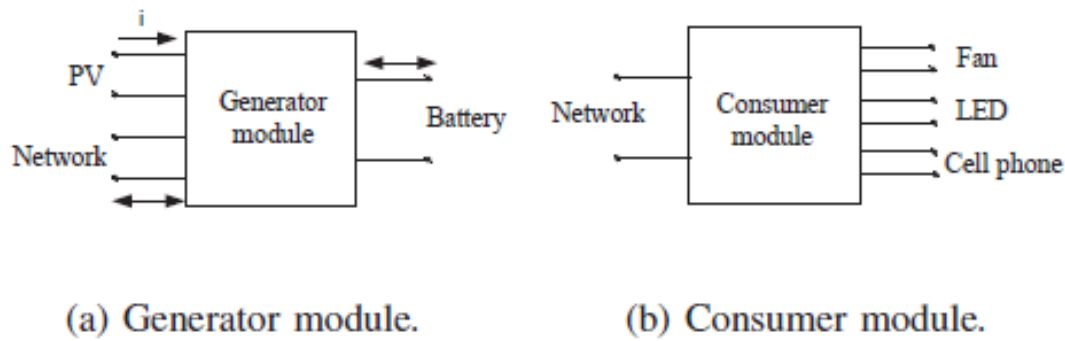 i
PV
Network
Generator
module
Battery
Network
Consumer
module
Fan
LED
Cell phone
(a) Generator module.
(b) Consumer module.